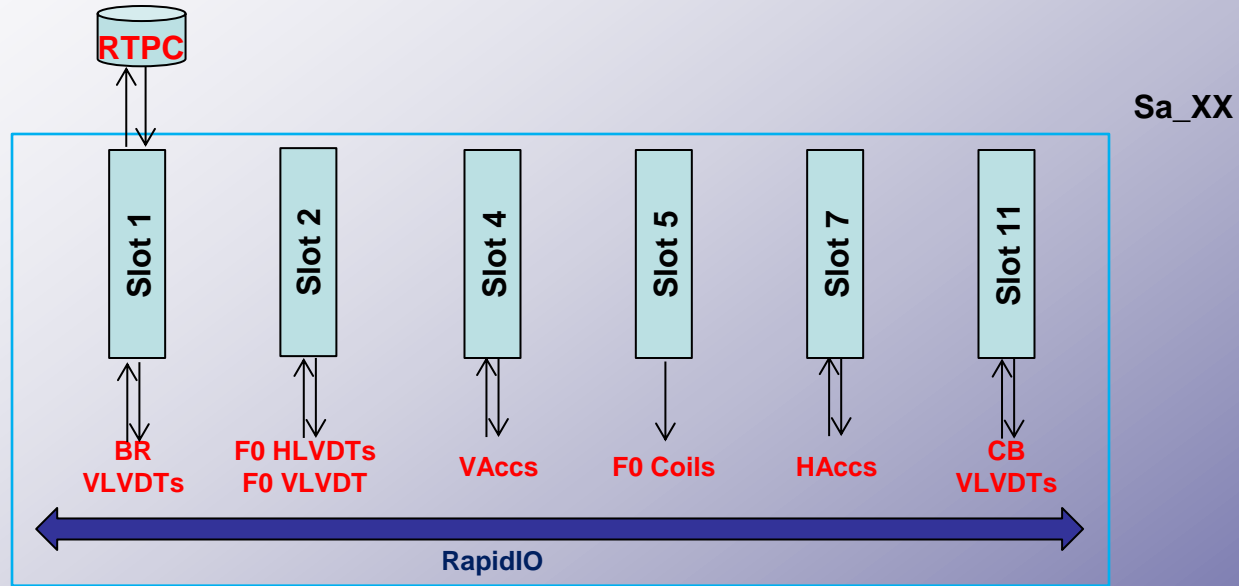 RTPC
Sa_XX
Slot 1
Slot 2
Slot 4
Slot 5
Slot 7
Slot 11
BR
VLVDTs
F0 HLVDTs
F0 VLVDT
VAccs
F0 Coils
HAccs
CB
VLVDTs
RapidIO